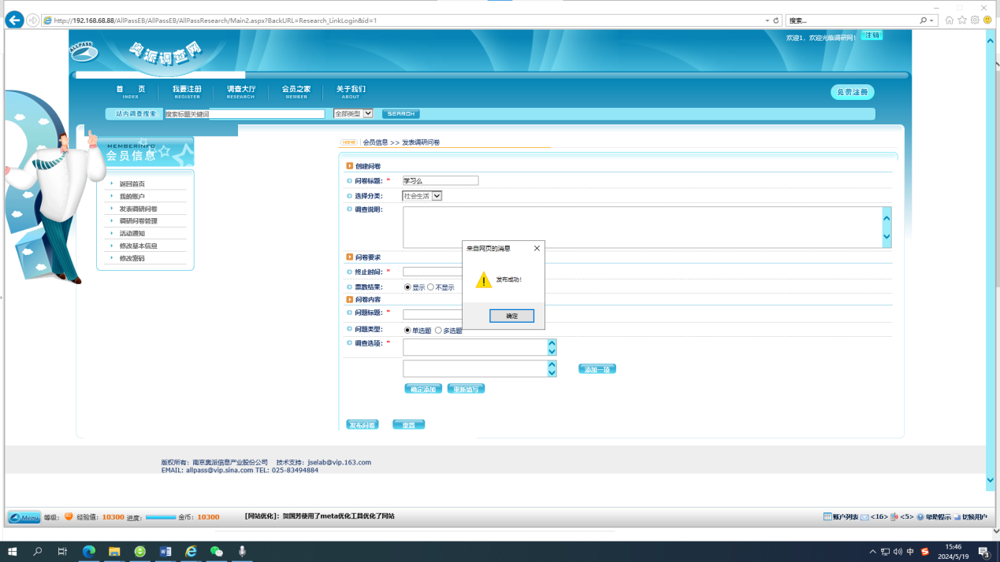 http://192.168.68.88/AllPassEB/AllPassEB/AllPassResearch/Main2.aspx?BackURL=Research_LinkLogin&id=1
搜索...
ALLPASS
奥派调查网
欢迎1，欢迎光临调研网！ 注销
首 页 我要注册 调查大厅 会员之家 关于我们
INDEX REGISTER RESEARCH MEMBER ABOUT
免费注册
站内调查搜索： 搜索标题关键词 全部类型 SEARCH
MEMBERINFO
会员信息
返回首页
我的账户
发表调研问卷
调研问卷管理
活动通知
修改基本信息
修改密码
HOME 会员信息 >> 发表调研问卷
创建问卷
问卷标题： * 学习么
选择分类： 社会生活
调查说明：
问卷要求
终止时间： *
票数结果： 显示 不显示
问卷内容
问题标题： *
问题类型： 单选题 多选题
调查选项： *
添加一项
确定添加 重新填写
发布问卷 重置
来自网页的消息
发布成功！
确定
版权所有：南京奥派信息产业股份公司 技术支持：jselab@vip.163.com
EMAIL: allpass@vip.sina.com TEL: 025-83494884
Menu 等级： 经验值：10300 进度： 金币：10300 [网站优化]：贺国芳使用了meta优化工具优化了网站 账户列表 <16> <5> 帮助提示 切换用户
中
15:46
2024/5/19
3